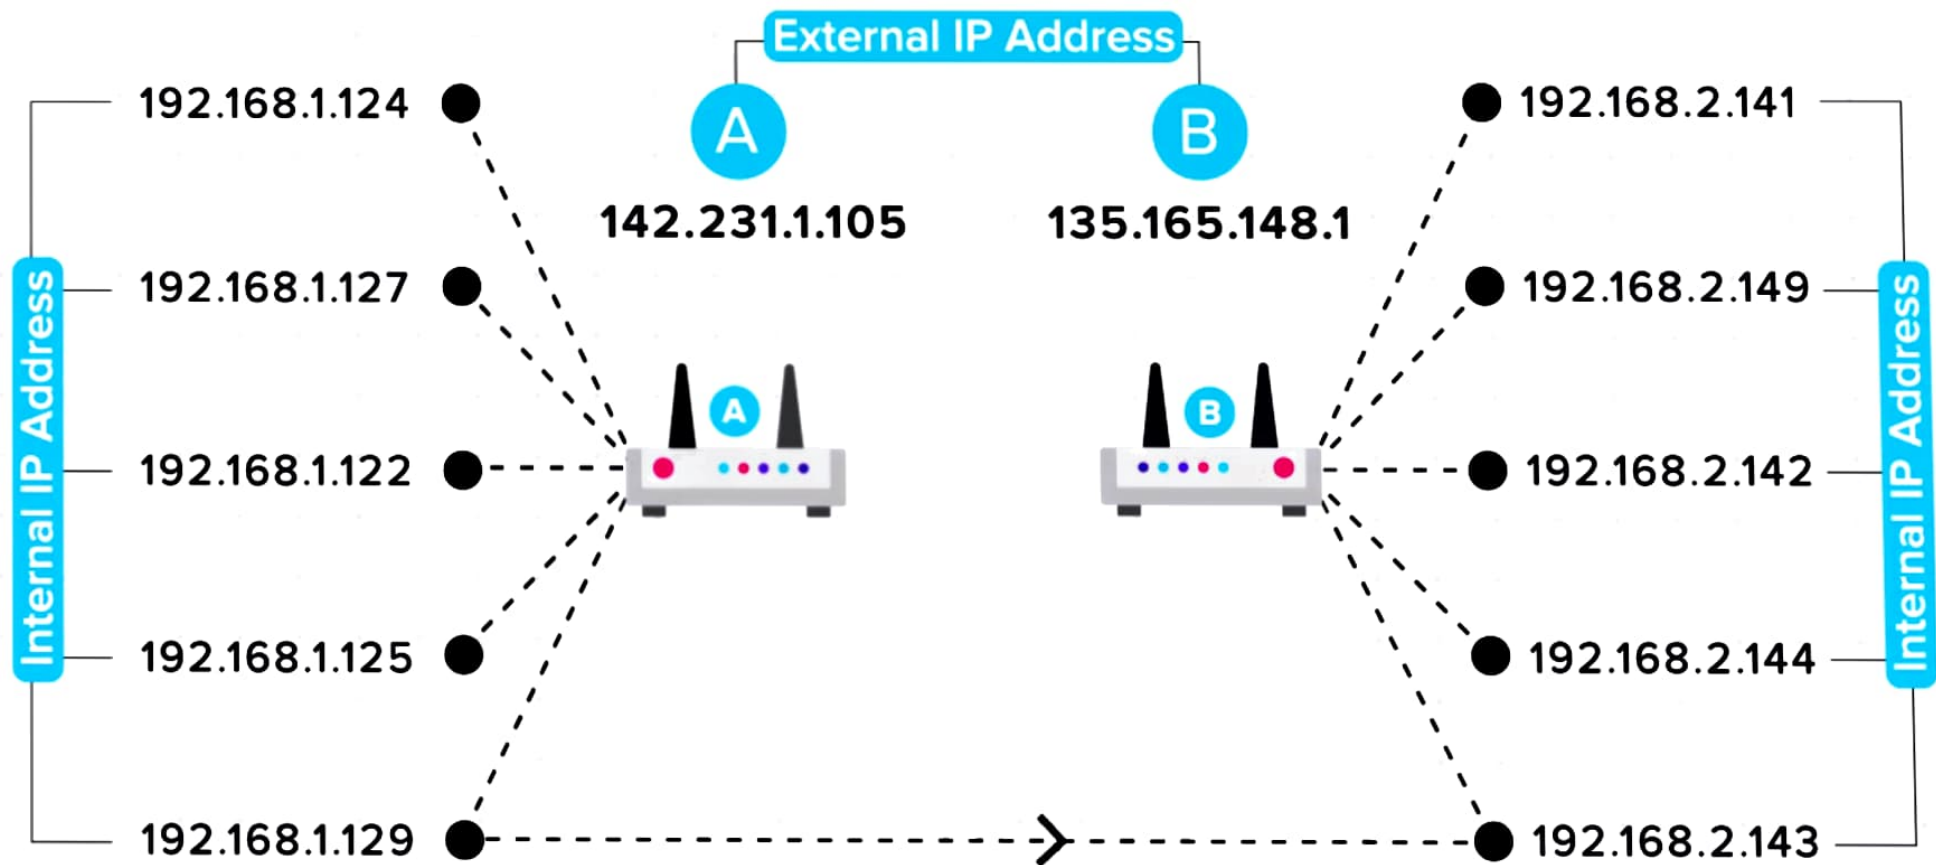 External IP Address
A
B
142.231.1.105
135.165.148.1
Internal IP Address
192.168.1.124
192.168.1.127
192.168.1.122
192.168.1.125
192.168.1.129
A
B
192.168.2.141
192.168.2.149
192.168.2.142
192.168.2.144
192.168.2.143
Internal IP Address